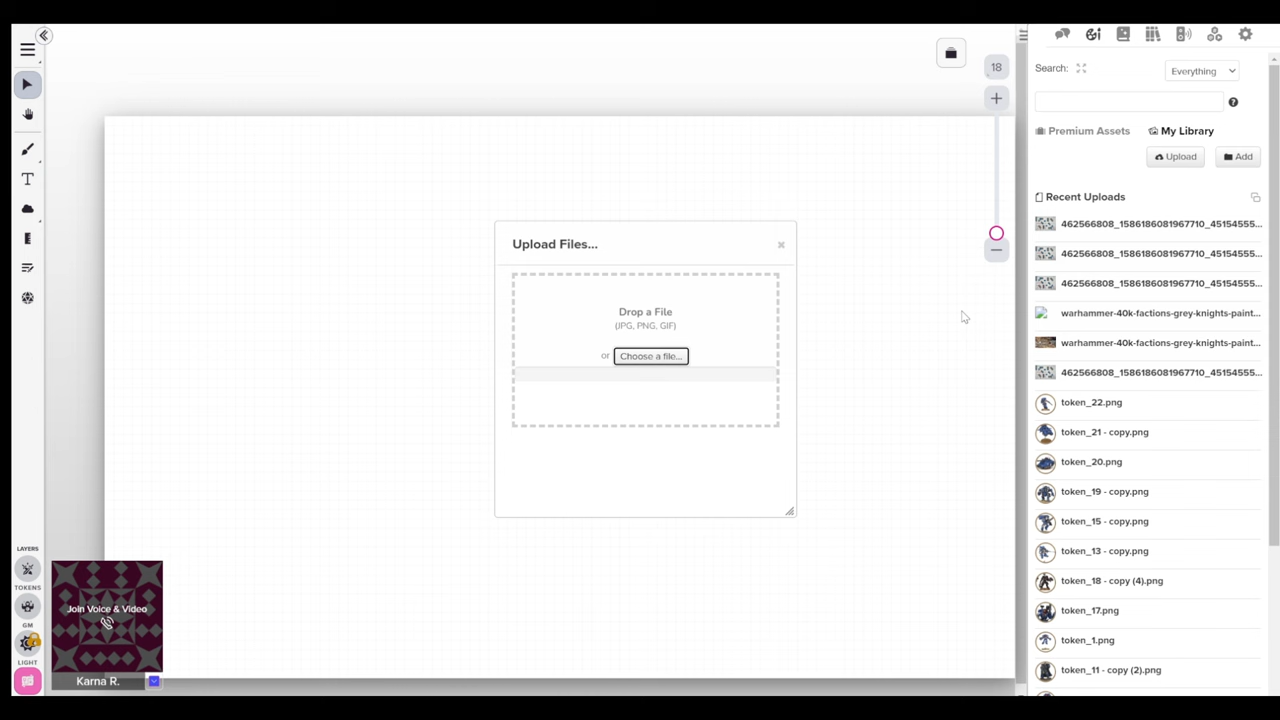 18
Search:
Everything
Premium Assets
My Library
Upload
Add
Recent Uploads
462566808_1586186081967710_45154555...
462566808_1586186081967710_45154555...
462566808_1586186081967710_45154555...
warhammer-40k-factions-grey-knights-paint...
warhammer-40k-factions-grey-knights-paint...
462566808_1586186081967710_45154555...
token_22.png
token_21 - copy.png
token_20.png
token_19 - copy.png
token_15 - copy.png
token_13 - copy.png
token_18 - copy (4).png
token_17.png
token_1.png
token_11 - copy (2).png
Upload Files...
Drop a File
(JPG, PNG, GIF)
or
Choose a file...
LAYERS
TOKENS
GM
LIGHT
Join Voice & Video
Karna R.